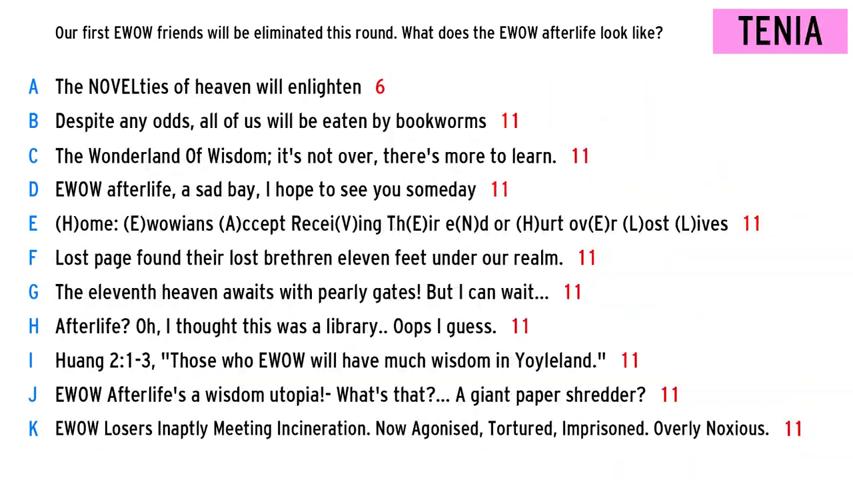 Our first EWOW friends will be eliminated this round. What does the EWOW afterlife look like?
TENIA
A The NOVELties of heaven will enlighten 6
B Despite any odds, all of us will be eaten by bookworms 11
C The Wonderland Of Wisdom; it's not over, there's more to learn. 11
D EWOW afterlife, a sad bay, I hope to see you someday 11
E (H)ome: (E)wowians (A)ccept Recei(V)ing Th(E)ir e(N)d or (H)urt ov(E)r (L)ost (L)ives 11
F Lost page found their lost brethren eleven feet under our realm. 11
G The eleventh heaven awaits with pearly gates! But I can wait... 11
H Afterlife? Oh, I thought this was a library.. Oops I guess. 11
I Huang 2:1-3, "Those who EWOW will have much wisdom in Yoyleland." 11
J EWOW Afterlife's a wisdom utopia!- What's that?... A giant paper shredder? 11
K EWOW Losers Inaptly Meeting Incineration. Now Agonised, Tortured, Imprisoned. Overly Noxious. 11